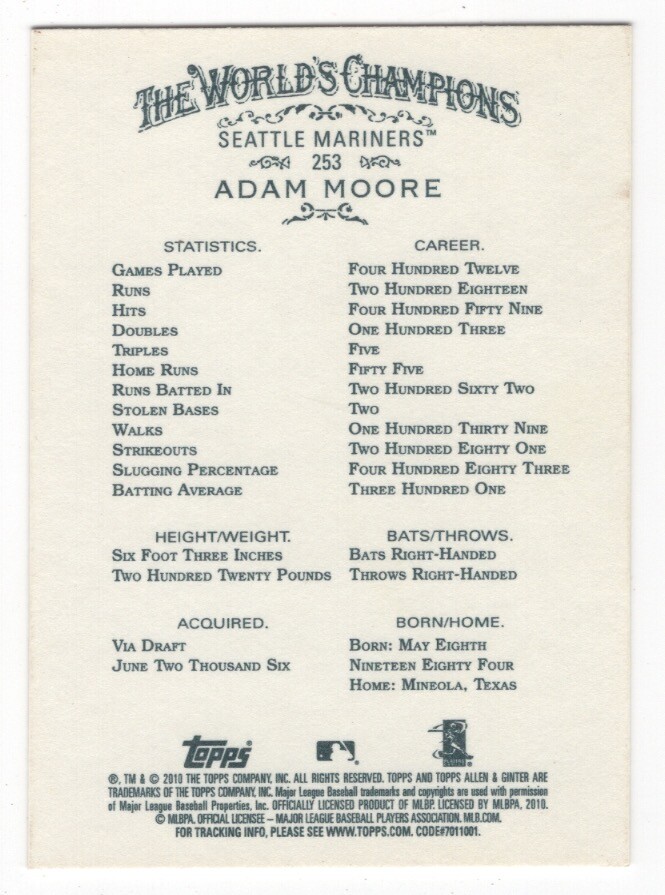 THE WORLD'S CHAMPIONS
SEATTLE MARINERS™
253
ADAM MOORE
STATISTICS. CAREER.
GAMES PLAYED FOUR HUNDRED TWELVE
RUNS TWO HUNDRED EIGHTEEN
HITS FOUR HUNDRED FIFTY NINE
DOUBLES ONE HUNDRED THREE
TRIPLES FIVE
HOME RUNS FIFTY FIVE
RUNS BATTED IN TWO HUNDRED SIXTY TWO
STOLEN BASES TWO
WALKS ONE HUNDRED THIRTY NINE
STRIKEOUTS TWO HUNDRED EIGHTY ONE
SLUGGING PERCENTAGE FOUR HUNDRED EIGHTY THREE
BATTING AVERAGE THREE HUNDRED ONE
HEIGHT/WEIGHT. BATS/THROWS.
SIX FOOT THREE INCHES BATS RIGHT-HANDED
TWO HUNDRED TWENTY POUNDS THROWS RIGHT-HANDED
ACQUIRED. BORN/HOME.
VIA DRAFT BORN: MAY EIGHTH
JUNE TWO THOUSAND SIX NINETEEN EIGHTY FOUR
HOME: MINEOLA, TEXAS
topps®
®, TM & © 2010 THE TOPPS COMPANY, INC. ALL RIGHTS RESERVED. TOPPS AND TOPPS ALLEN & GINTER ARE
TRADEMARKS OF THE TOPPS COMPANY, INC. Major League Baseball trademarks and copyrights are used with permission
of Major League Baseball Properties, Inc. OFFICIALLY LICENSED PRODUCT OF MLBP. LICENSED BY MLBPA, 2010.
© MLBPA. OFFICIAL LICENSEE – MAJOR LEAGUE BASEBALL PLAYERS ASSOCIATION. MLB.COM.
FOR TRACKING INFO, PLEASE SEE WWW.TOPPS.COM. CODE#7011001.